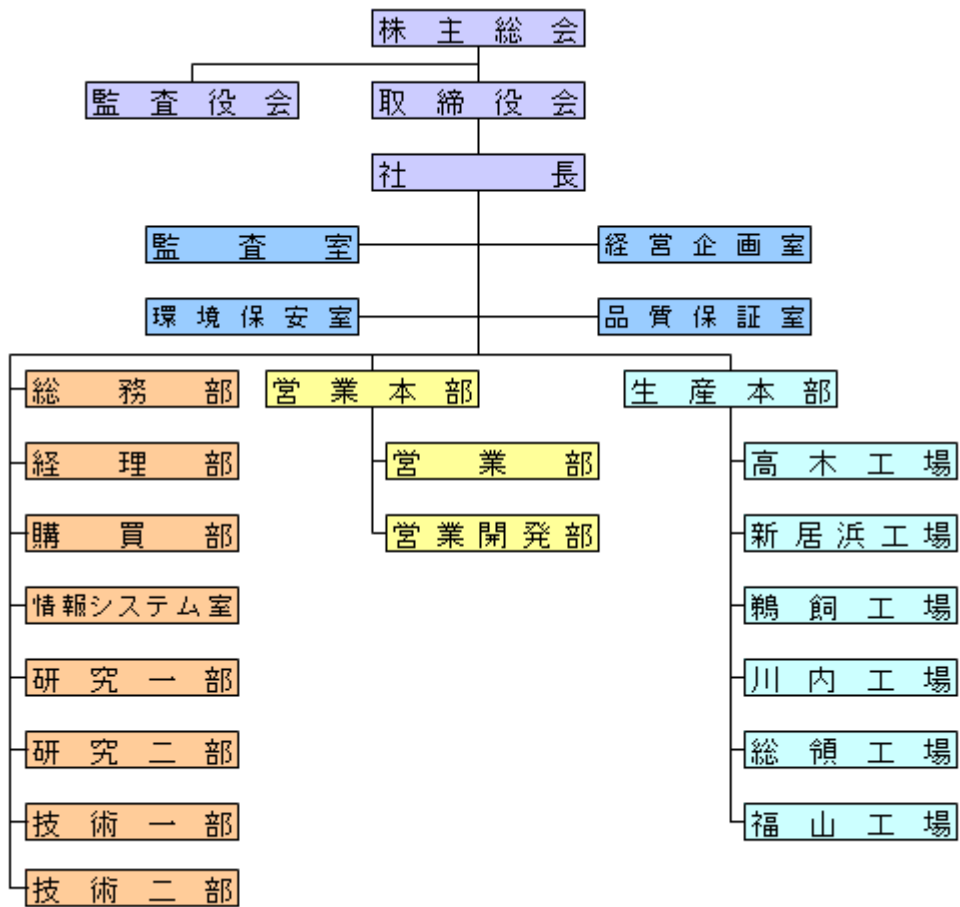 株主総会
監査役会
取締役会
社長
監査室
経営企画室
環境保安室
品質保証室
総務部
営業本部
生産本部
経理部
営業部
高木工場
購買部
営業開発部
新居浜工場
情報システム室
鵜飼工場
研究一部
川内工場
研究二部
総領工場
技術一部
福山工場
技術二部